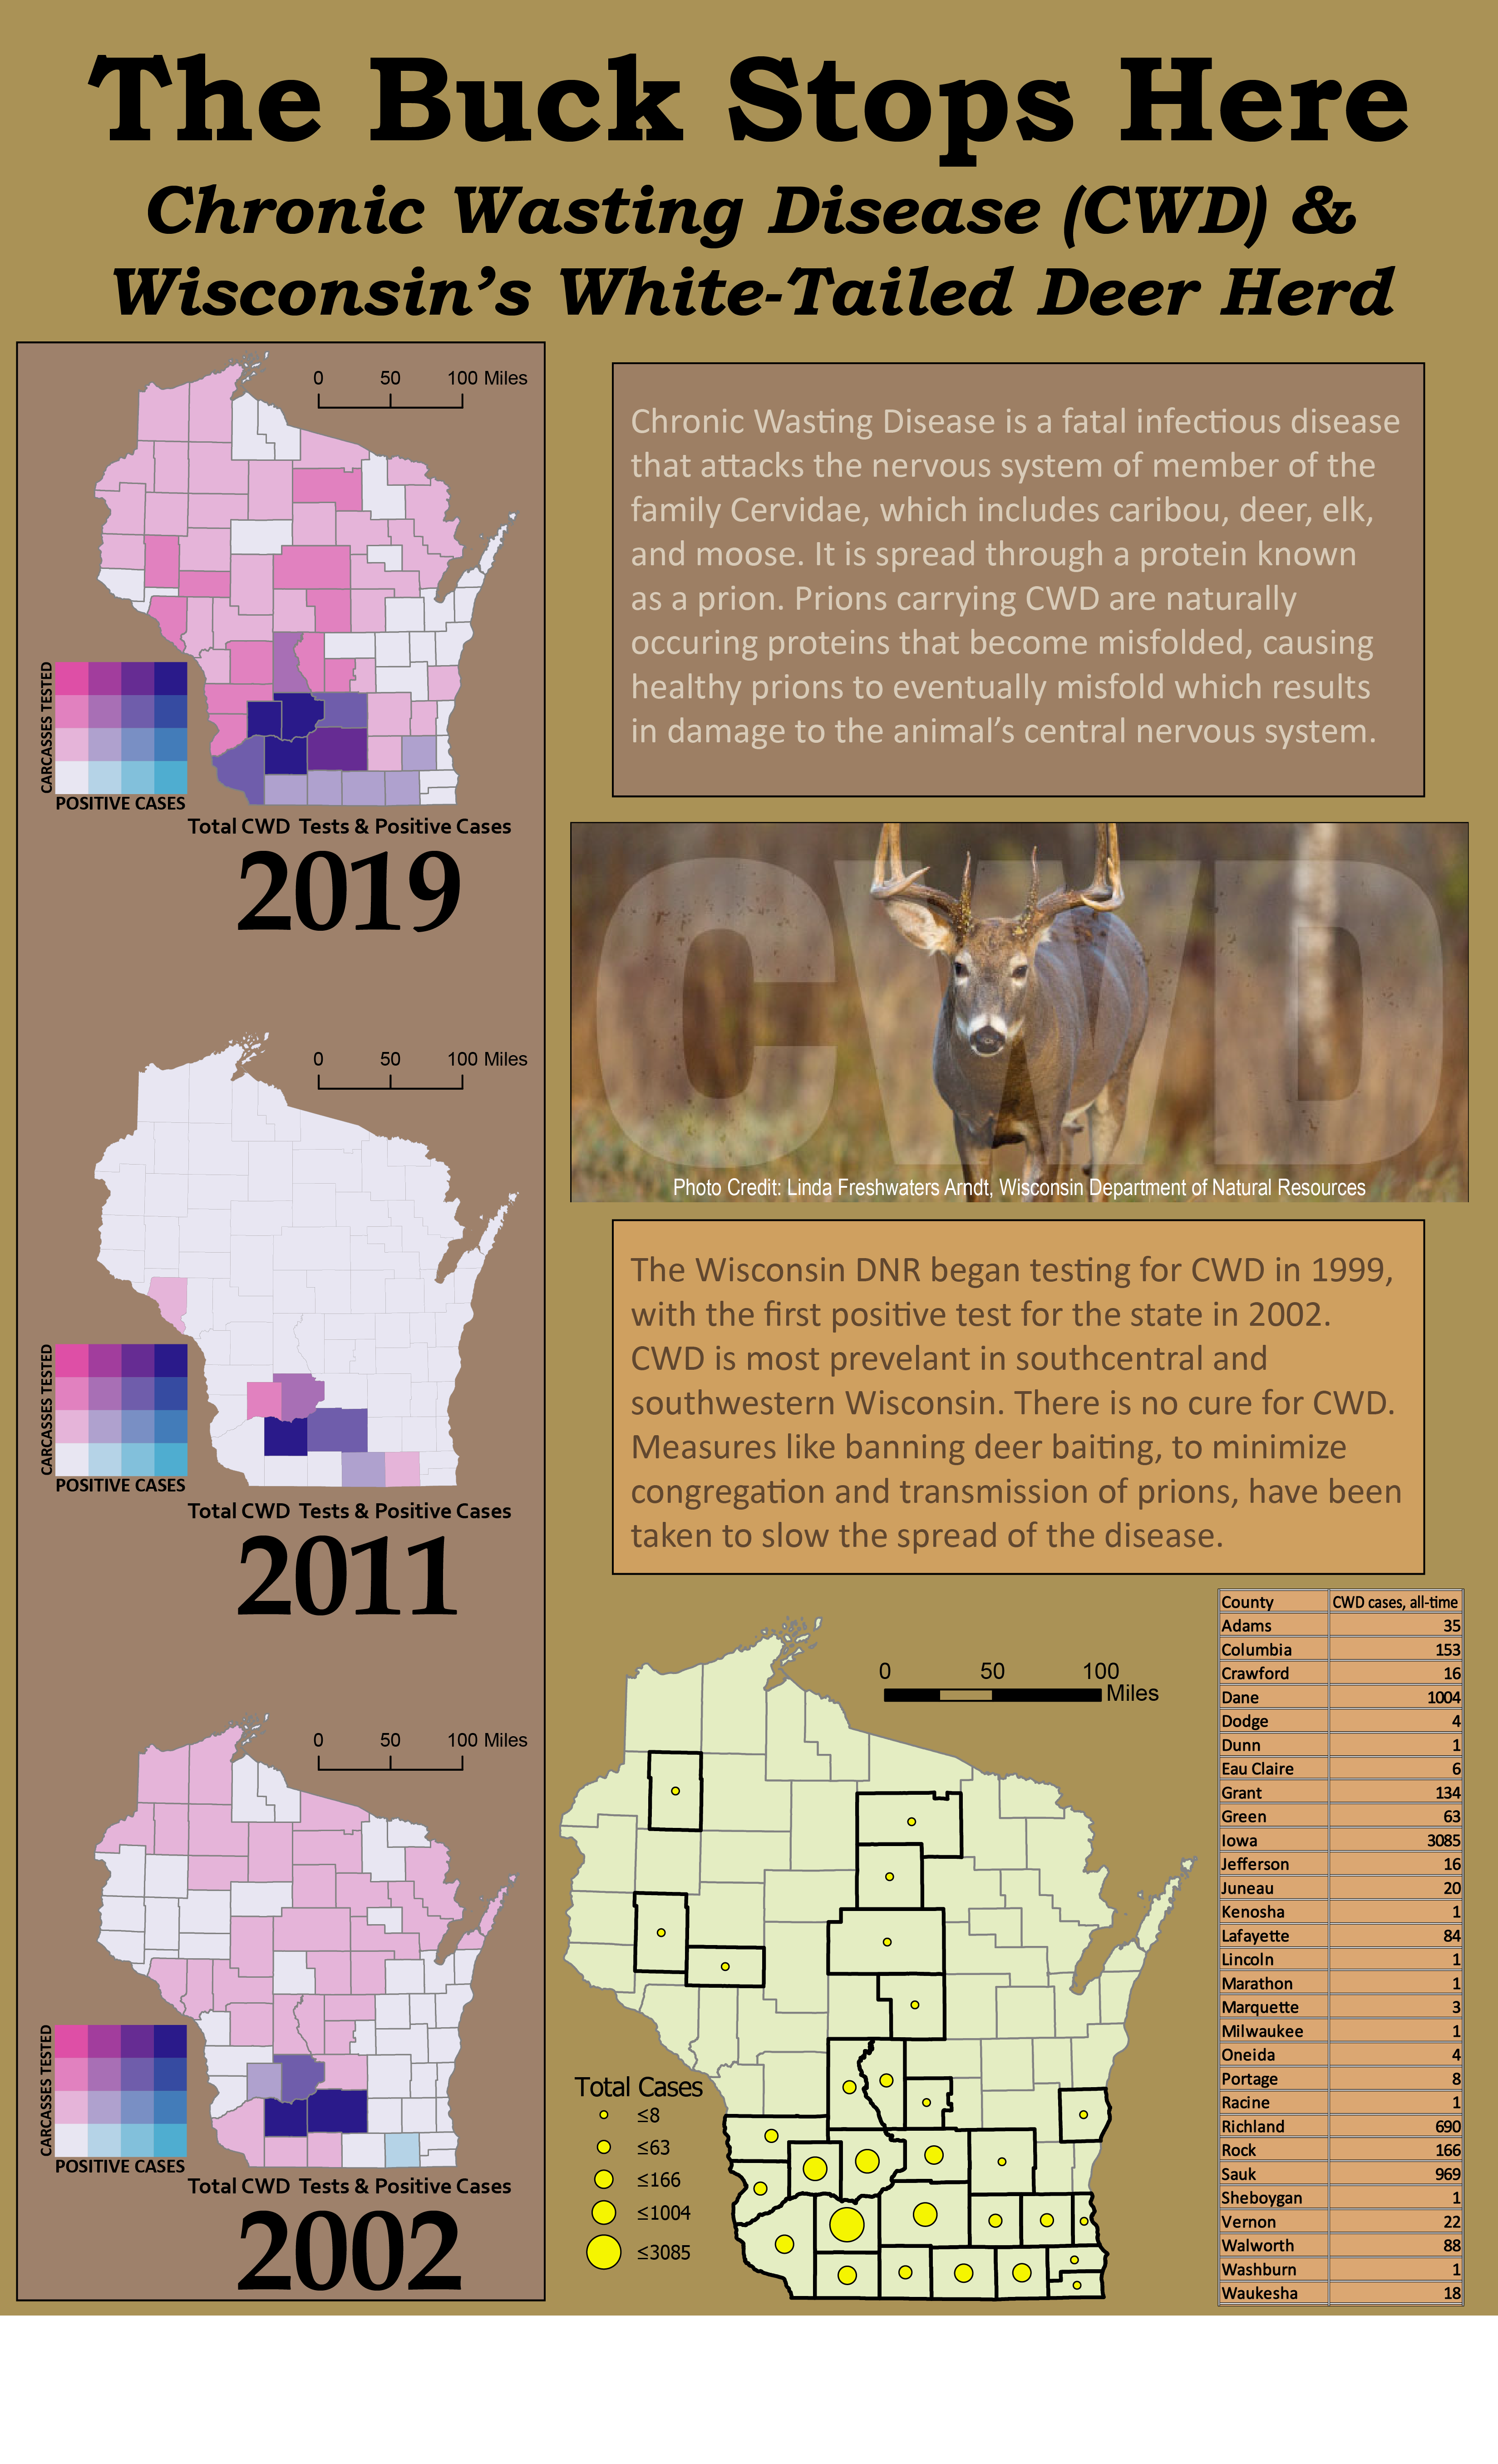 The Buck Stops Here
Chronic Wasting Disease (CWD) &
Wisconsin's White-Tailed Deer Herd
0 50 100 Miles
CARCASSES TESTED
POSITIVE CASES
Total CWD Tests & Positive Cases
2019
0 50 100 Miles
CARCASSES TESTED
POSITIVE CASES
Total CWD Tests & Positive Cases
2011
0 50 100 Miles
CARCASSES TESTED
POSITIVE CASES
Total CWD Tests & Positive Cases
2002
Chronic Wasting Disease is a fatal infectious disease
that attacks the nervous system of member of the
family Cervidae, which includes caribou, deer, elk,
and moose. It is spread through a protein known
as a prion. Prions carrying CWD are naturally
occuring proteins that become misfolded, causing
healthy prions to eventually misfold which results
in damage to the animal's central nervous system.
CWD
Photo Credit: Linda Freshwaters Arndt, Wisconsin Department of Natural Resources
The Wisconsin DNR began testing for CWD in 1999,
with the first positive test for the state in 2002.
CWD is most prevelant in southcentral and
southwestern Wisconsin. There is no cure for CWD.
Measures like banning deer baiting, to minimize
congregation and transmission of prions, have been
taken to slow the spread of the disease.
0 50 100
Miles
Total Cases
≤8
≤63
≤166
≤1004
≤3085
County CWD cases, all-time
Adams 35
Columbia 153
Crawford 16
Dane 1004
Dodge 4
Dunn 1
Eau Claire 6
Grant 134
Green 63
Iowa 3085
Jefferson 16
Juneau 20
Kenosha 1
Lafayette 84
Lincoln 1
Marathon 1
Marquette 3
Milwaukee 1
Oneida 4
Portage 8
Racine 1
Richland 690
Rock 166
Sauk 969
Sheboygan 1
Vernon 22
Walworth 88
Washburn 1
Waukesha 18